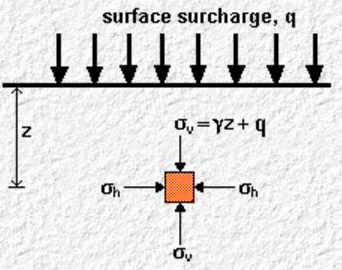 surface surcharge, q
z
σv = γz + q
σh
σh
σv